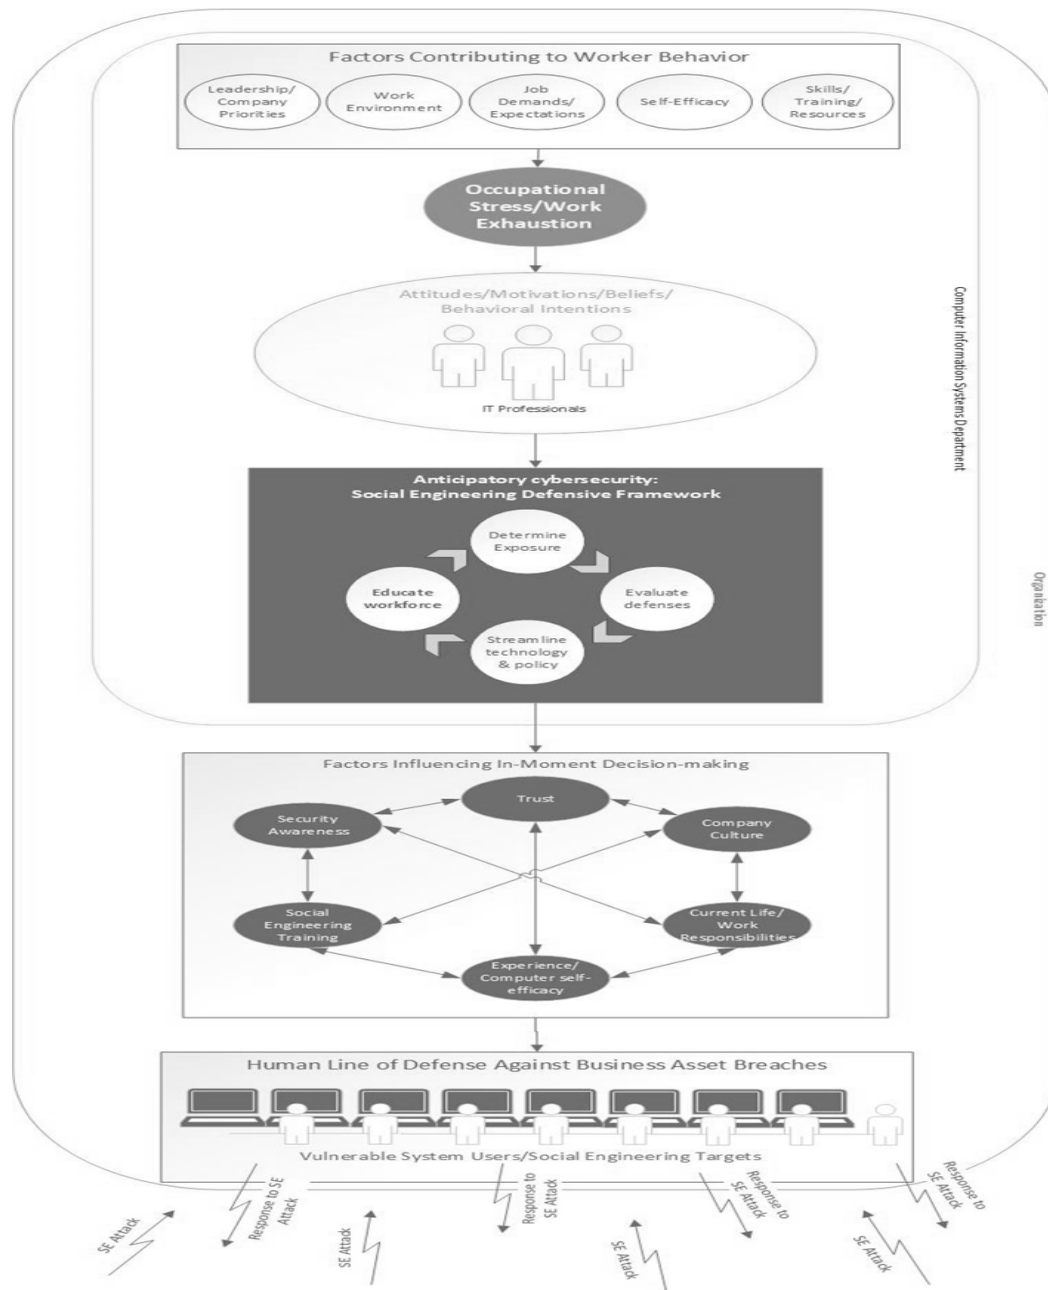 Factors Contributing to Worker Behavior
Leadership/
Company
Priorities
Work
Environment
Job
Demands/
Expectations
Self-Efficacy
Skills/
Training/
Resources
Occupational
Stress/Work
Exhaustion
Attitudes/Motivations/Beliefs/
Behavioral Intentions
IT Professionals
Computer Information Systems Department
Anticipatory cybersecurity:
Social Engineering Defensive Framework
Determine
Exposure
Educate
workforce
Evaluate
defenses
Streamline
technology
& policy
Organization
Factors Influencing In-Moment Decision-making
Trust
Security
Awareness
Company
Culture
Social
Engineering
Training
Current Life/
Work
Responsibilities
Experience/
Computer self-
efficacy
Human Line of Defense Against Business Asset Breaches
Vulnerable System Users/Social Engineering Targets
SE Attack
Response to SE
Attack
SE Attack
Response to
SE Attack
SE Attack
Response to
SE Attack
SE Attack
Response to
SE Attack